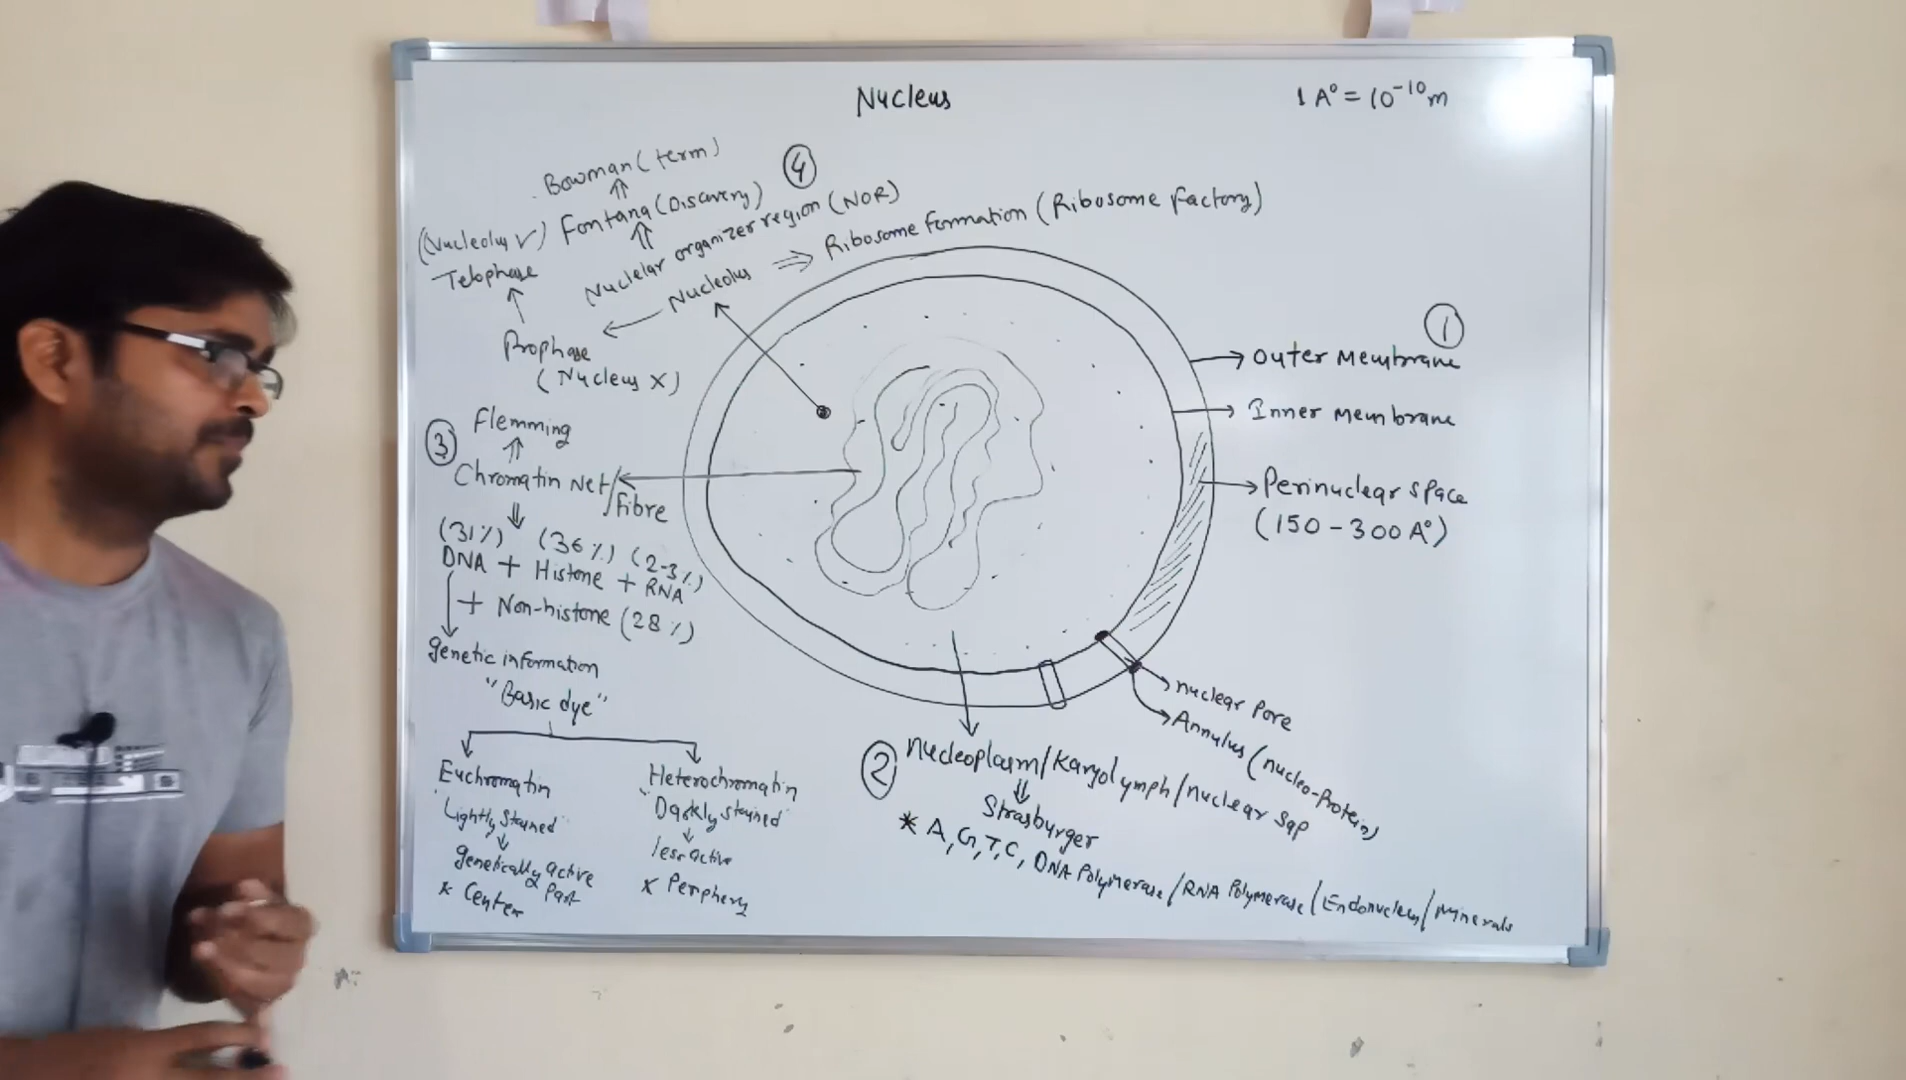 Nucleus
1 A° = 10⁻¹⁰ m
Bowman (term)
④
(Nucleolus ✓) Fontana (Discovery)
Telophase
Nuclelar organizer region (NOR)
Nucleolus ⇒ Ribosome formation (Ribosome factory)
Prophase
(Nucleus X)
①
Outer Membrane
Inner Membrane
Perinuclear space
(150 - 300 A°)
nuclear pore
Annulus (nucleo-proteins)
③
Flemming
Chromatin Net/
fibre
(31%) (36%) (2-3%)
DNA + Histone + RNA
+ Non-histone (28%)
genetic information
"Basic dye"
Euchromatin
"Lightly stained"
genetically active
part
* Center
Heterochromatin
"Darkly stained"
less active
* Periphery
② Nucleoplasm/Karyolymph/nuclear sap
Strasburger
* A, G, T, C, DNA Polymerase/RNA Polymerase/Endonucleus/Minerals